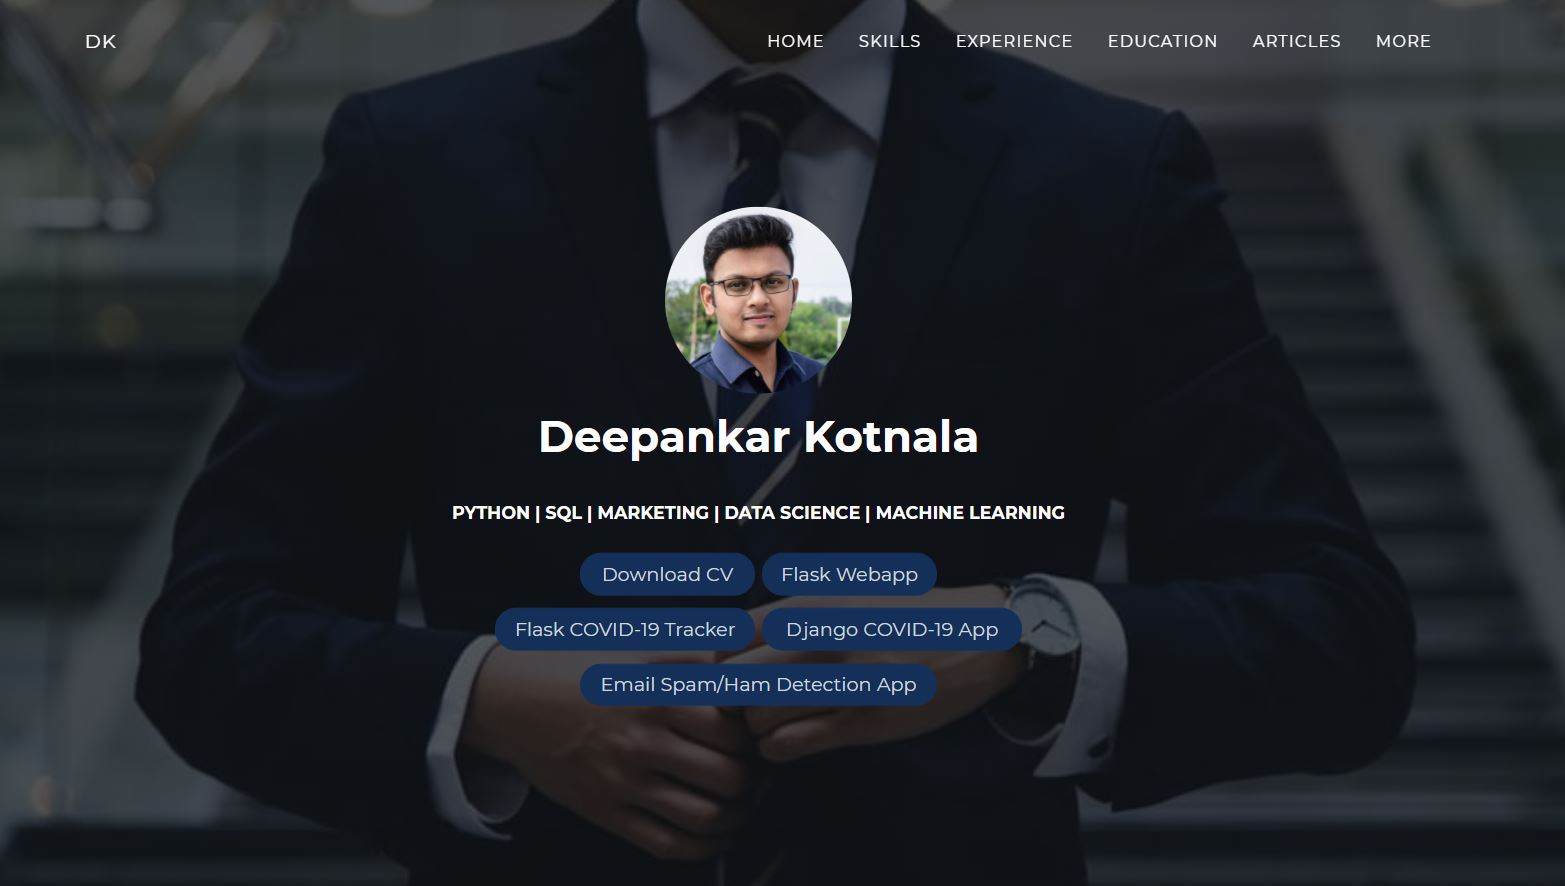 DK
HOME SKILLS EXPERIENCE EDUCATION ARTICLES MORE
Deepankar Kotnala
PYTHON | SQL | MARKETING | DATA SCIENCE | MACHINE LEARNING
Download CV
Flask Webapp
Flask COVID-19 Tracker
Django COVID-19 App
Email Spam/Ham Detection App